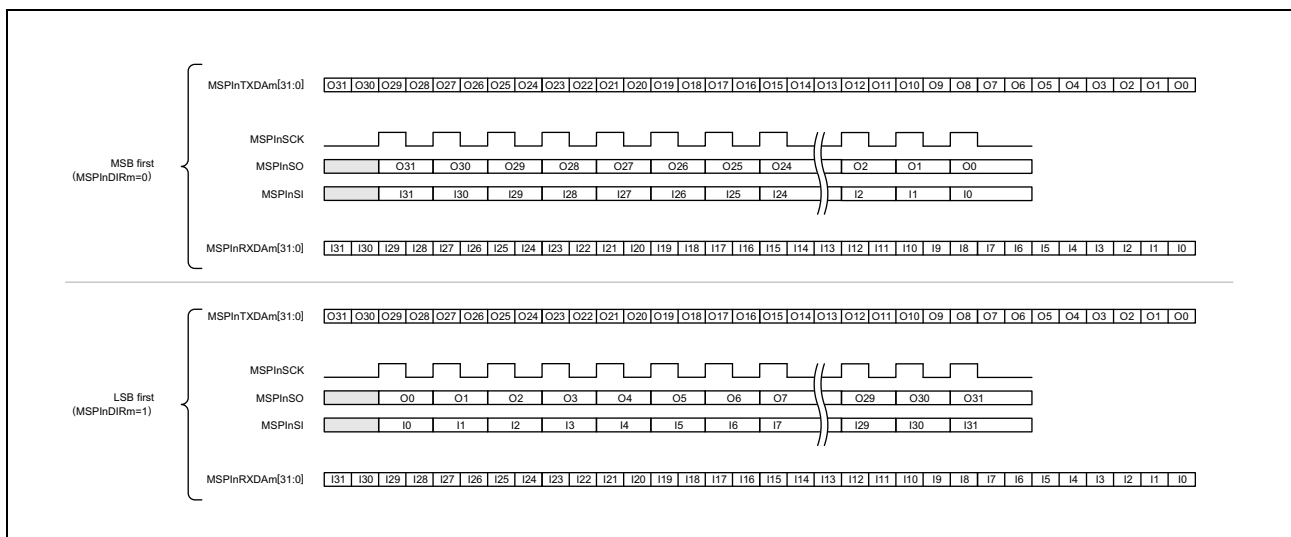 MSPInTXDAm[31:0] O31 O30 O29 O28 O27 O26 O25 O24 O23 O22 O21 O20 O19 O18 O17 O16 O15 O14 O13 O12 O11 O10 O9 O8 O7 O6 O5 O4 O3 O2 O1 O0
MSPInSCK
MSB first
(MSPInDIRm=0)
MSPInSO O31 O30 O29 O28 O27 O26 O25 O24 O2 O1 O0
MSPInSI I31 I30 I29 I28 I27 I26 I25 I24 I2 I1 I0
MSPInRXDAm[31:0] I31 I30 I29 I28 I27 I26 I25 I24 I23 I22 I21 I20 I19 I18 I17 I16 I15 I14 I13 I12 I11 I10 I9 I8 I7 I6 I5 I4 I3 I2 I1 I0
MSPInTXDAm[31:0] O31 O30 O29 O28 O27 O26 O25 O24 O23 O22 O21 O20 O19 O18 O17 O16 O15 O14 O13 O12 O11 O10 O9 O8 O7 O6 O5 O4 O3 O2 O1 O0
MSPInSCK
LSB first
(MSPInDIRm=1)
MSPInSO O0 O1 O2 O3 O4 O5 O6 O7 O29 O30 O31
MSPInSI I0 I1 I2 I3 I4 I5 I6 I7 I29 I30 I31
MSPInRXDAm[31:0] I31 I30 I29 I28 I27 I26 I25 I24 I23 I22 I21 I20 I19 I18 I17 I16 I15 I14 I13 I12 I11 I10 I9 I8 I7 I6 I5 I4 I3 I2 I1 I0